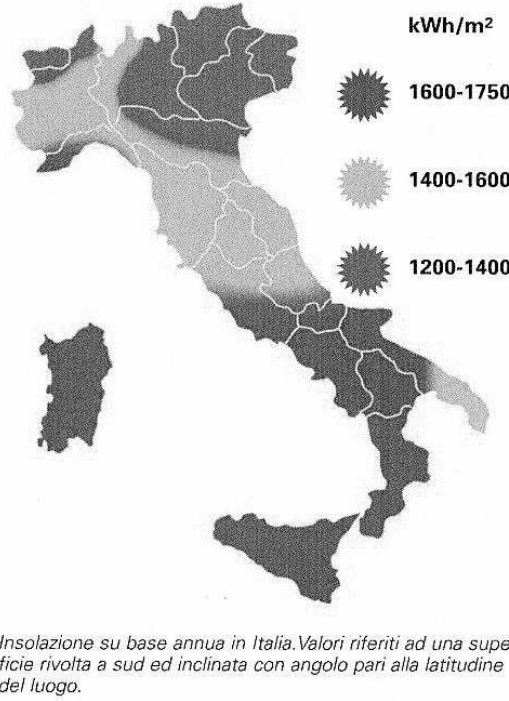 kWh/m²
1600-1750
1400-1600
1200-1400
Insolazione su base annua in Italia. Valori riferiti ad una supe
ficie rivolta a sud ed inclinata con angolo pari alla latitudine
del luogo.